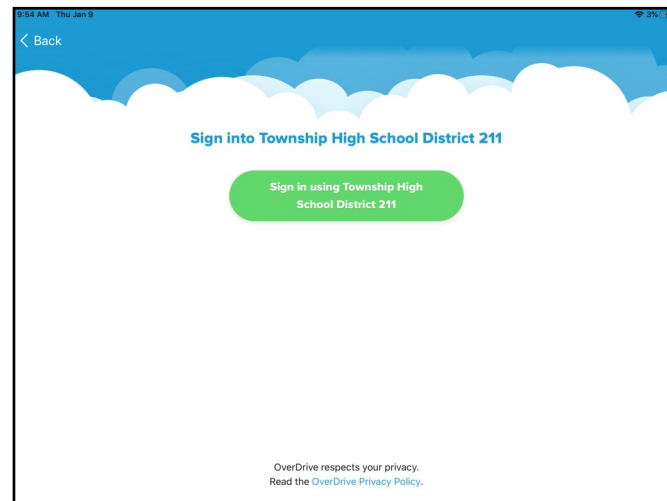 9:54 AM Thu Jan 9 3%
Back
Sign into Township High School District 211
Sign in using Township High
School District 211
OverDrive respects your privacy.
Read the OverDrive Privacy Policy.